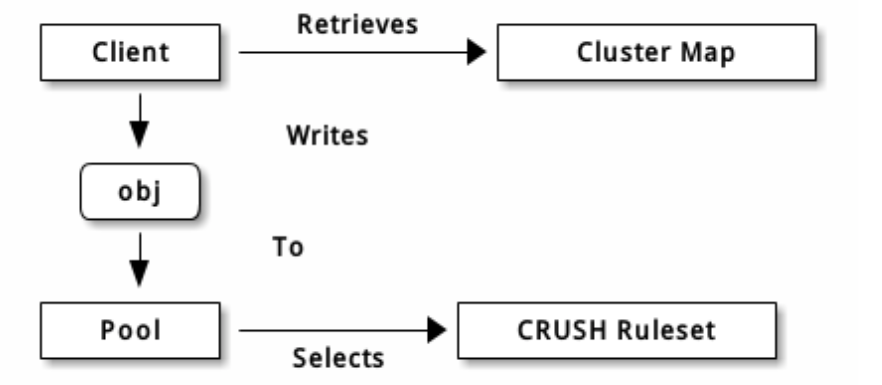 Retrieves
Client
Cluster Map
Writes
obj
To
Pool
CRUSH Ruleset
Selects